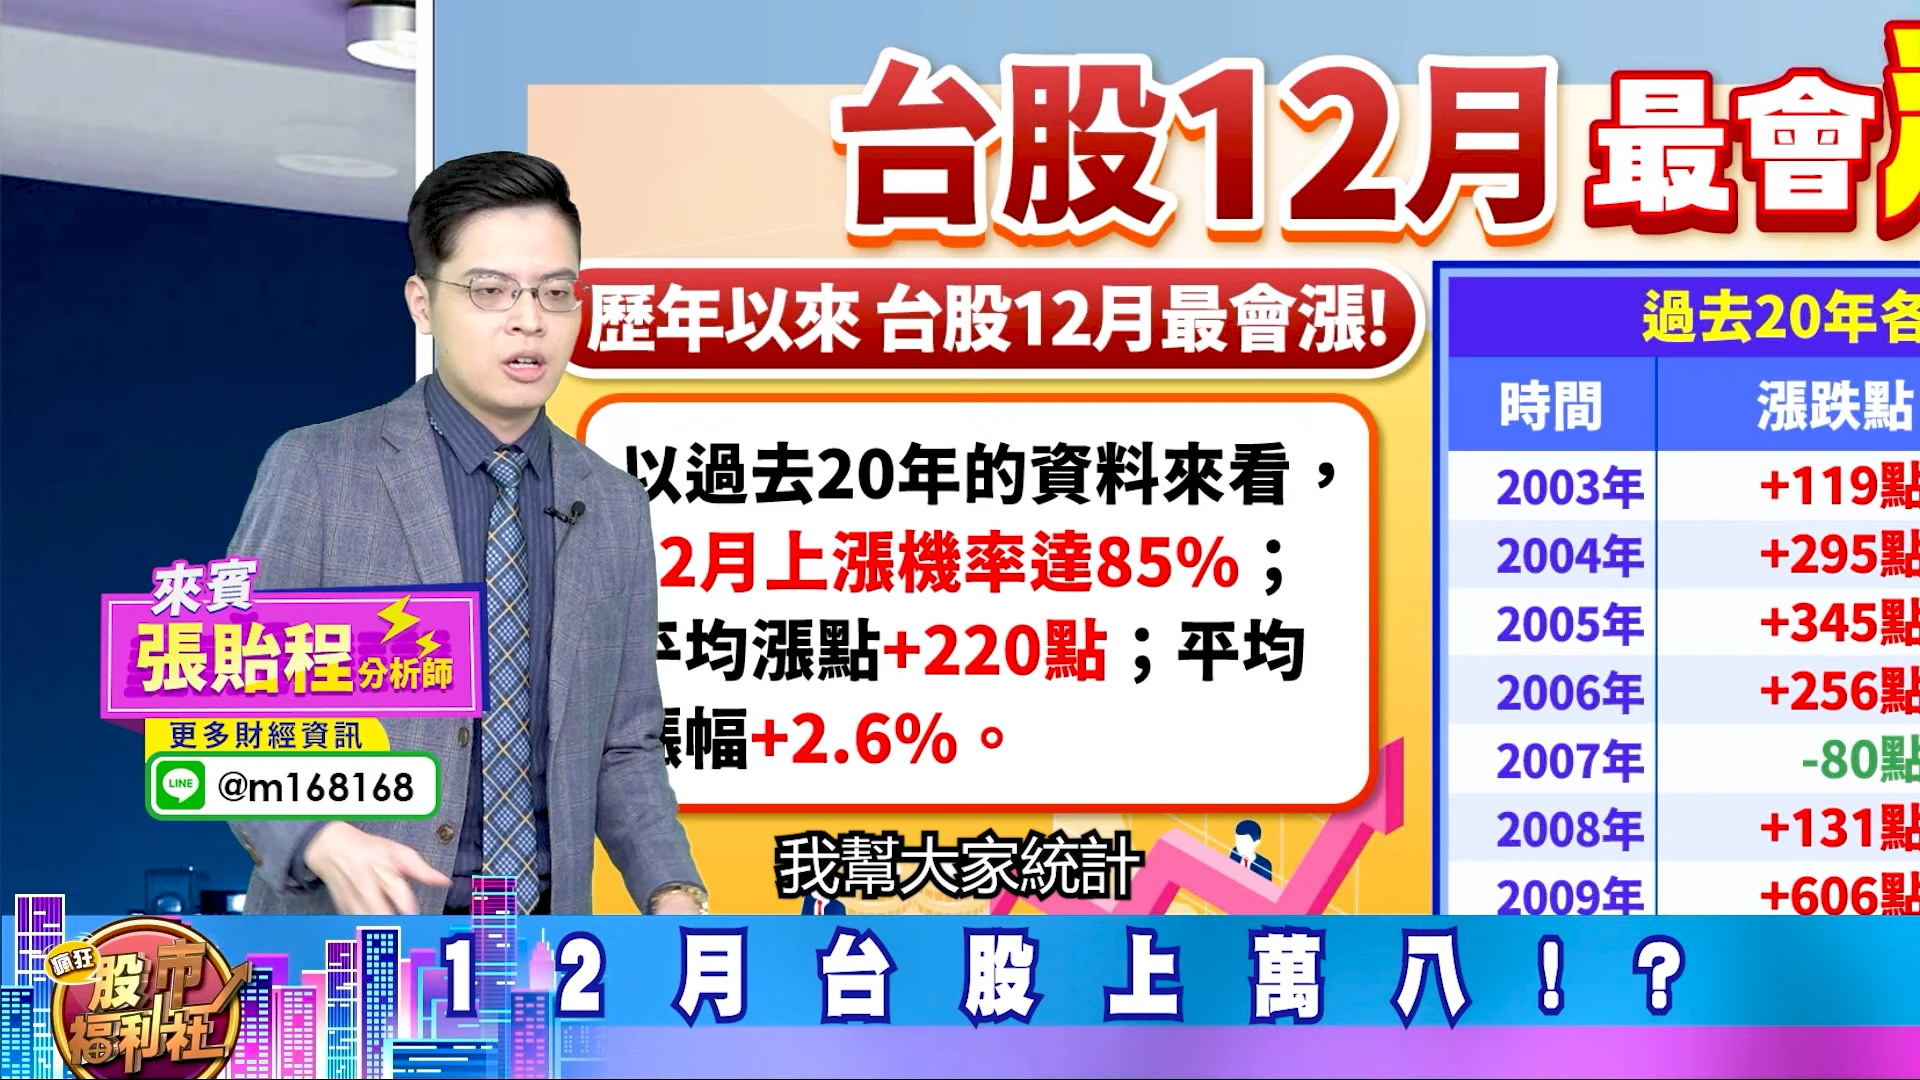 台股12月 最會
歷年以來 台股12月最會漲!
以過去20年的資料來看，
2月上漲機率達85%；
平均漲點+220點；平均
漲幅+2.6%。
過去20年各
時間 漲跌點
2003年 +119點
2004年 +295點
2005年 +345點
2006年 +256點
2007年 -80點
2008年 +131點
2009年 +606點
來賓
張貽程分析師
更多財經資訊
LINE @m168168
我幫大家統計
12月台股上萬八!?
瘋狂
股市
福利社